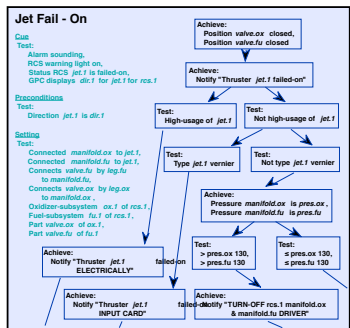 Jet Fail - On
Cue
Test:
Alarm sounding,
RCS warning light on,
Status RCS jet.1 is failed-on,
GPC displays dir.1 for jet.1 for rcs.1
Preconditions
Test:
Direction jet.1 is dir.1
Setting
Test:
Connected manifold.ox to jet.1,
Connected manifold.fu to jet.1,
Connects valve.fu by leg.fu
to manifold.fu,
Connects valve.ox by leg.ox
to manifold.ox ,
Oxidizer-subsystem ox.1 of rcs.1,
Fuel-subsystem fu.1 of rcs.1,
Part valve.ox of ox.1,
Part valve.fu of fu.1
Achieve:
Position valve.ox closed,
Position valve.fu closed
Achieve:
Notify "Thruster jet.1 failed-on"
Test:
High-usage of jet.1
Test:
Not high-usage of jet.1
Test:
Type jet.1 vernier
Test:
Not type jet.1 vernier
Achieve:
Pressure manifold.ox is pres.ox,
Pressure manifold.fu is pres.fu
Achieve:
Notify "Thruster jet.1 failed-on
ELECTRICALLY"
Test:
> pres.ox 130,
> pres.fu 130
Test:
≤ pres.ox 130,
≤ pres.fu 130
Achieve:
Notify "Thruster jet.1 failed-on
INPUT CARD"
Achieve:
Notify "TURN-OFF rcs.1 manifold.ox
& manifold.fu DRIVER"